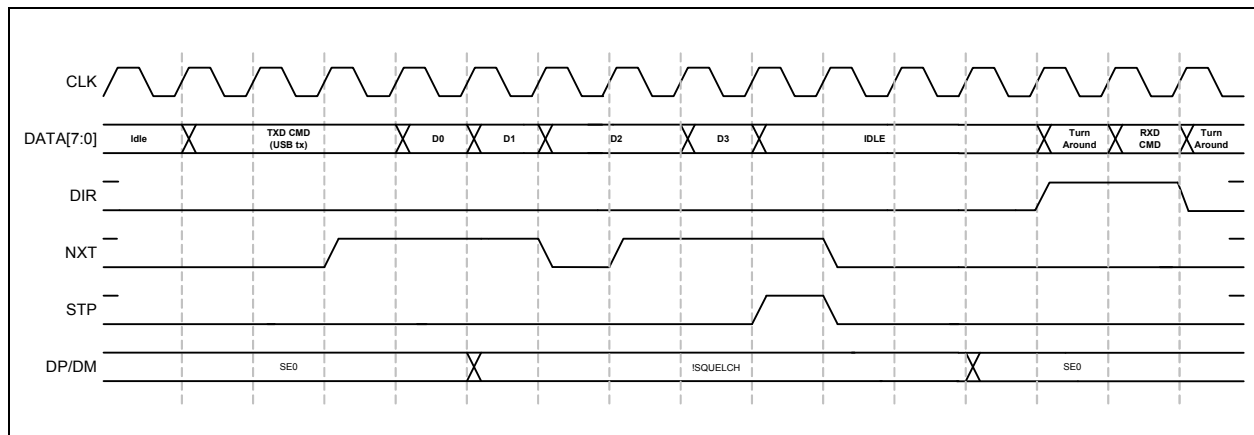 CLK
DATA[7:0]
Idle
TXD CMD
(USB tx)
D0
D1
D2
D3
IDLE
Turn
Around
RXD
CMD
Turn
Around
DIR
NXT
STP
DP/DM
SE0
!SQUELCH
SE0